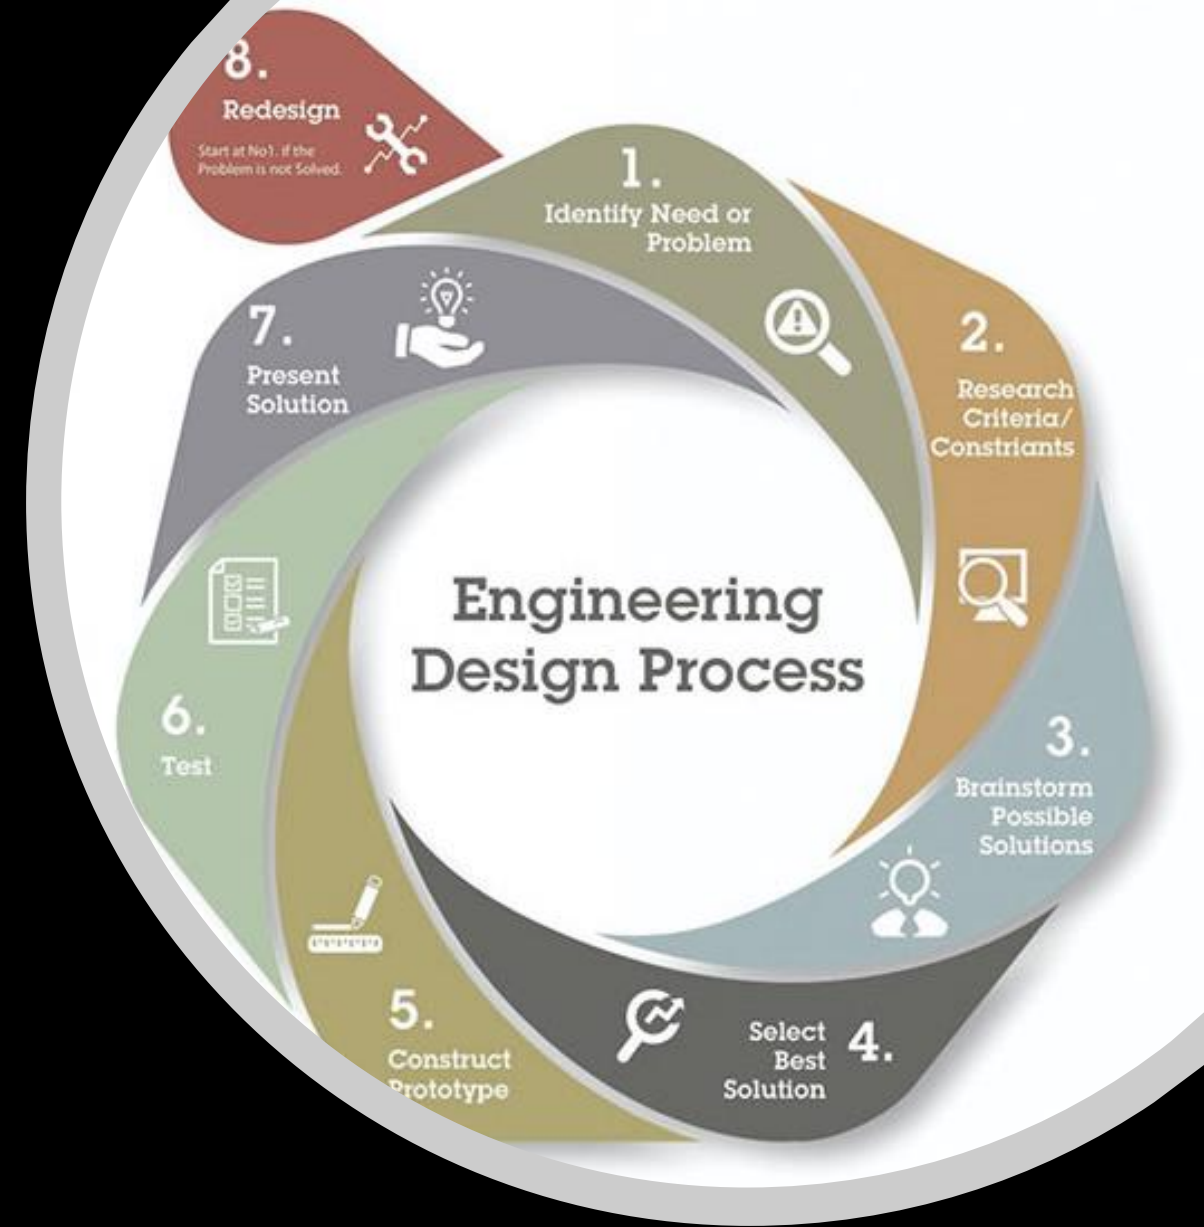 Engineering
Design Process
1.
Identify Need or
Problem
2.
Research
Criteria/
Constriants
3.
Brainstorm
Possible
Solutions
4.
Select
Best
Solution
5.
Construct
Prototype
6.
Test
7.
Present
Solution
8.
Redesign
Start at No1. if the
Problem is not Solved.